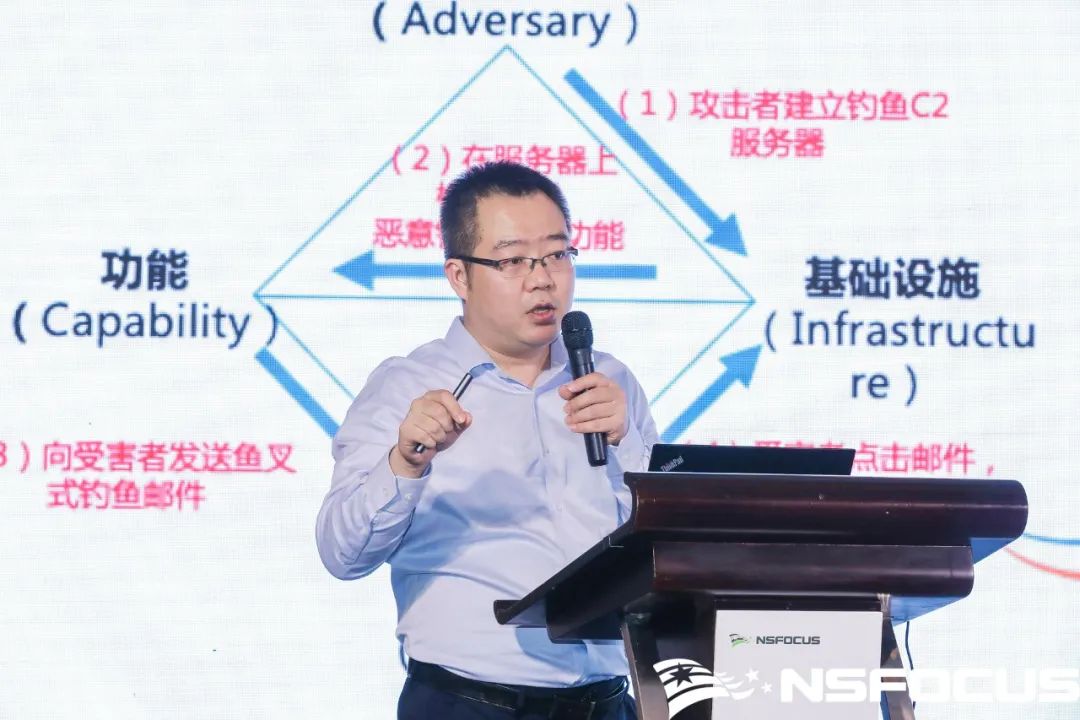 （Adversary）
（1）攻击者建立钓鱼C2
服务器
（2）在服务器上
恶意
功能
功能
（Capability）
基础设施
（Infrastructu
re）
3）向受害者发送鱼叉
式钓鱼邮件
点击邮件，
ThinkPad
NSFOCUS
NSFOCUS